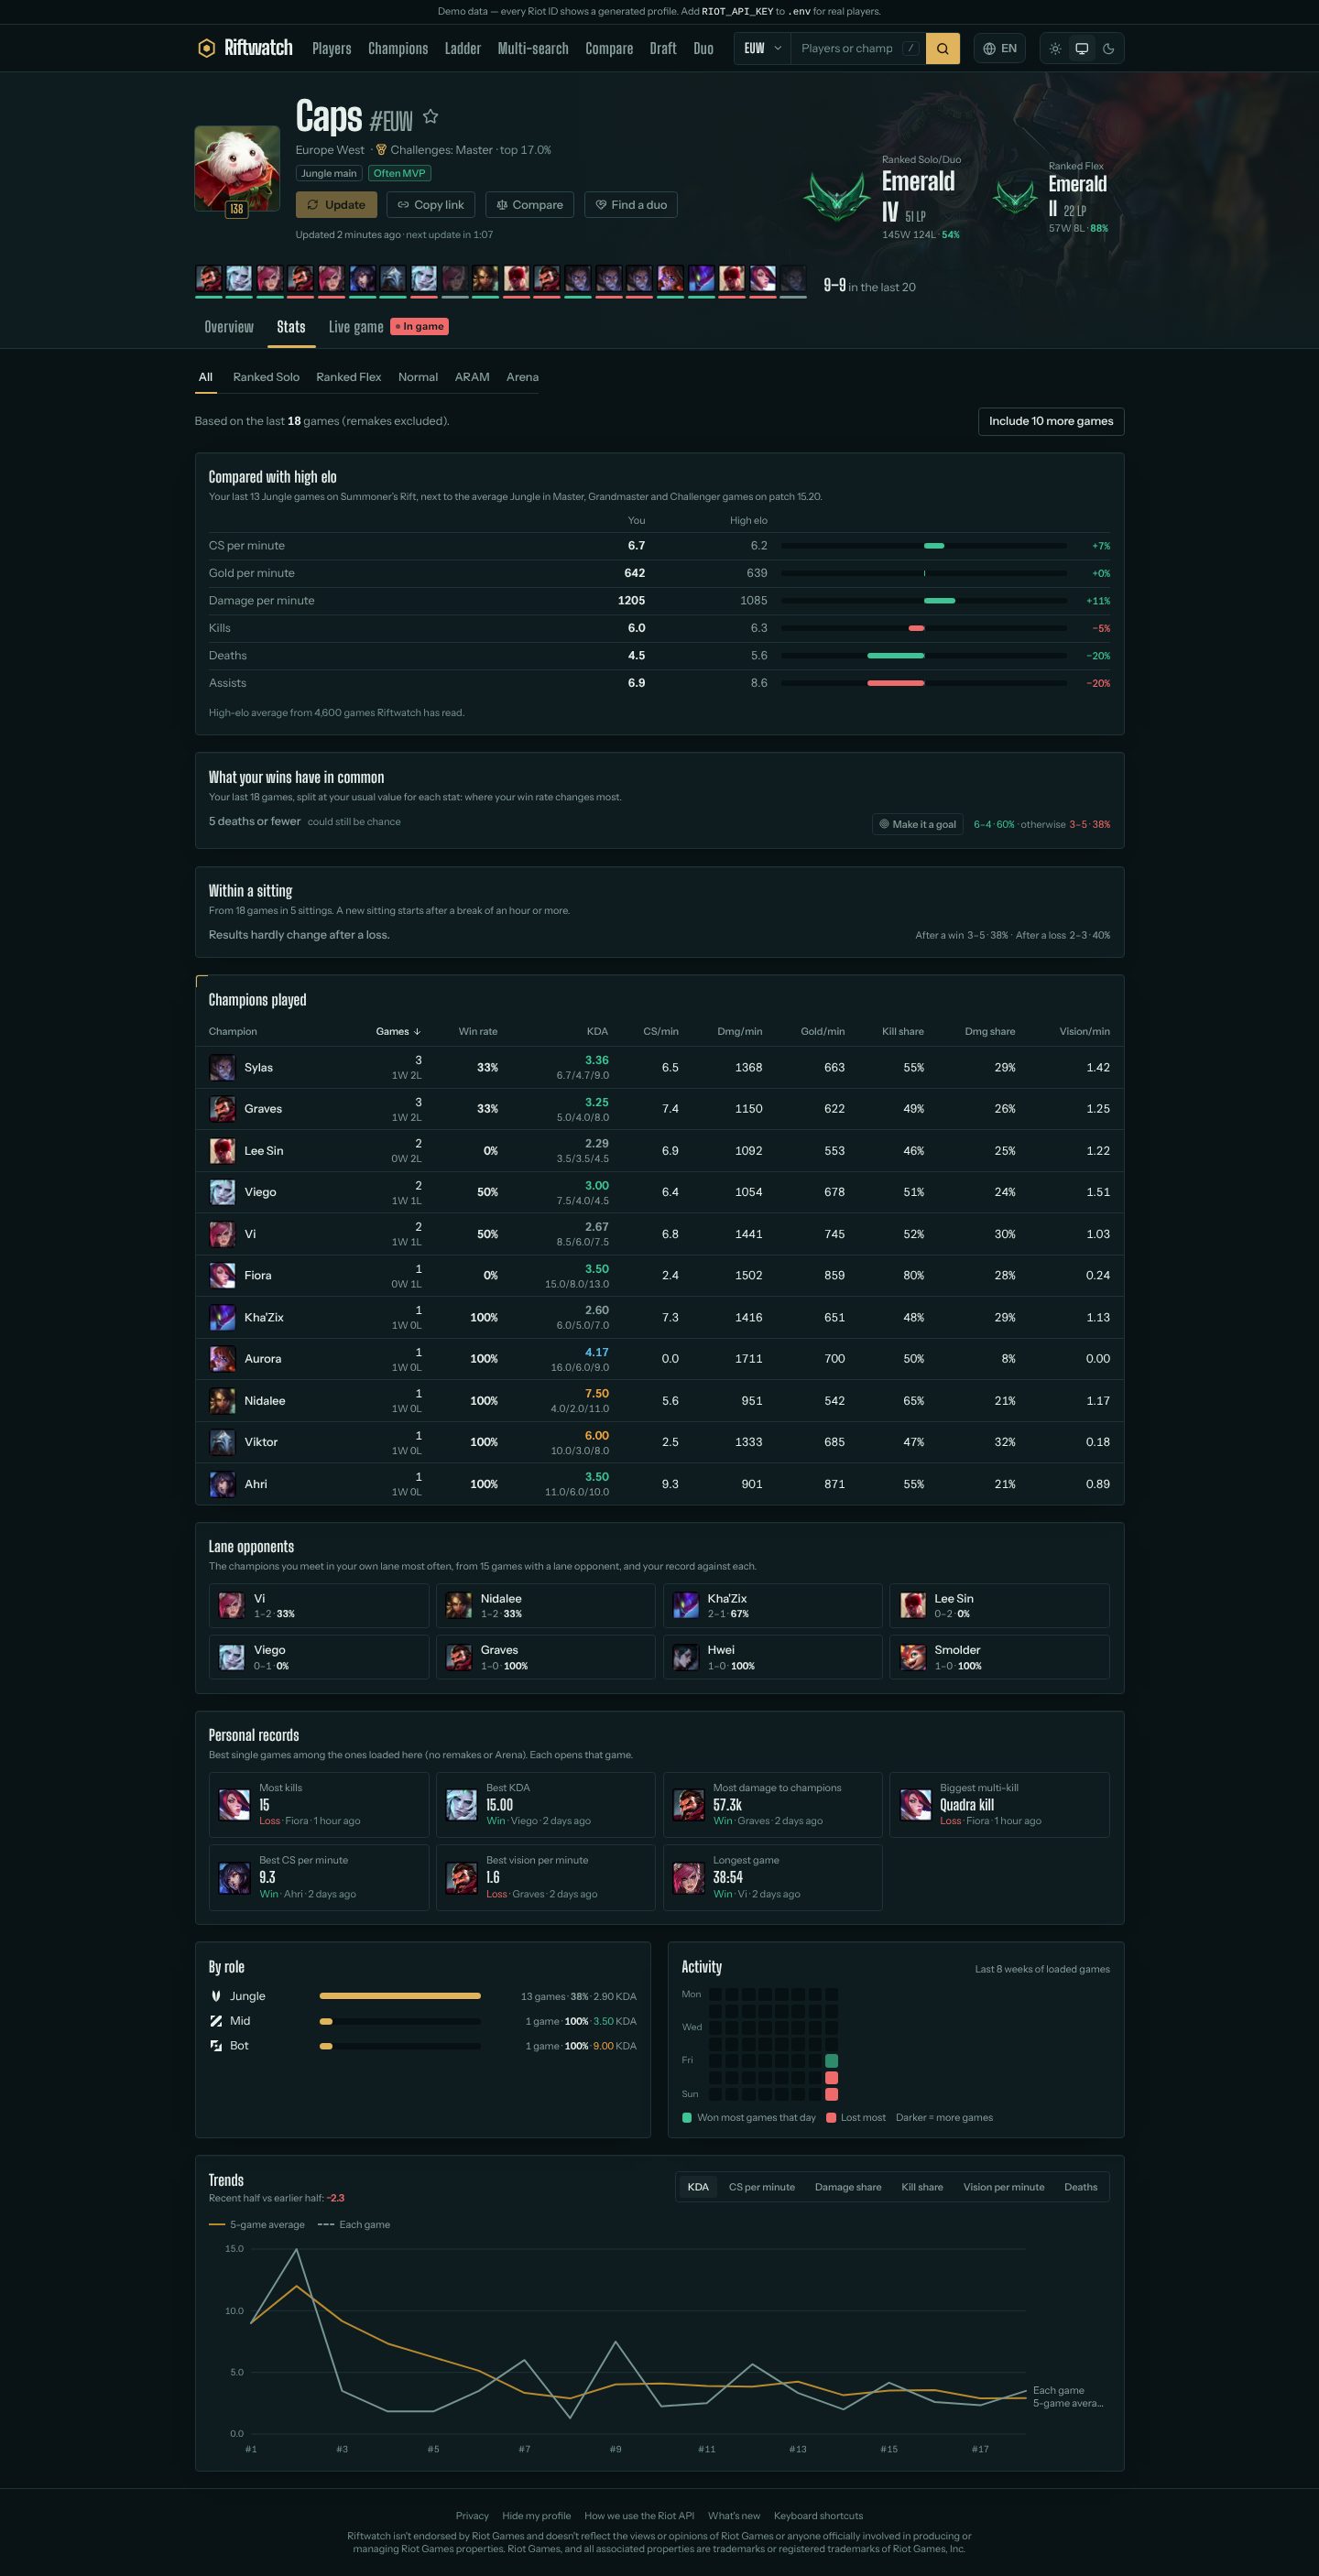 Demo data — every Riot ID shows a generated profile. Add RIOT_API_KEY to .env for real players.
Riftwatch Players Champions Ladder Multi-search Compare Draft Duo EUW Players or champ / EN
Caps #EUW
Europe West · Challenges: Master · top 17.0%
Jungle main Often MVP
Update Copy link Compare Find a duo
Updated 2 minutes ago · next update in 1:07
138
Ranked Solo/Duo
Emerald
IV 51 LP
145W 124L · 54%
Ranked Flex
Emerald
II 22 LP
57W 8L · 88%
9–9 in the last 20
Overview Stats Live game In game
All Ranked Solo Ranked Flex Normal ARAM Arena
Based on the last 18 games (remakes excluded). Include 10 more games
Compared with high elo
Your last 13 Jungle games on Summoner's Rift, next to the average Jungle in Master, Grandmaster and Challenger games on patch 15.20.
You High elo
CS per minute 6.7 6.2 +7%
Gold per minute 642 639 +0%
Damage per minute 1205 1085 +11%
Kills 6.0 6.3 −5%
Deaths 4.5 5.6 −20%
Assists 6.9 8.6 −20%
High-elo average from 4,600 games Riftwatch has read.
What your wins have in common
Your last 18 games, split at your usual value for each stat: where your win rate changes most.
5 deaths or fewer could still be chance Make it a goal 6–4 · 60% · otherwise 3–5 · 38%
Within a sitting
From 18 games in 5 sittings. A new sitting starts after a break of an hour or more.
Results hardly change after a loss. After a win 3–5 · 38% · After a loss 2–3 · 40%
Champions played
Champion Games ↓ Win rate KDA CS/min Dmg/min Gold/min Kill share Dmg share Vision/min
Sylas 3 1W 2L 33% 3.36 6.7/4.7/9.0 6.5 1368 663 55% 29% 1.42
Graves 3 1W 2L 33% 3.25 5.0/4.0/8.0 7.4 1150 622 49% 26% 1.25
Lee Sin 2 0W 2L 0% 2.29 3.5/3.5/4.5 6.9 1092 553 46% 25% 1.22
Viego 2 1W 1L 50% 3.00 7.5/4.0/4.5 6.4 1054 678 51% 24% 1.51
Vi 2 1W 1L 50% 2.67 8.5/6.0/7.5 6.8 1441 745 52% 30% 1.03
Fiora 1 0W 1L 0% 3.50 15.0/8.0/13.0 2.4 1502 859 80% 28% 0.24
Kha'Zix 1 1W 0L 100% 2.60 6.0/5.0/7.0 7.3 1416 651 48% 29% 1.13
Aurora 1 1W 0L 100% 4.17 16.0/6.0/9.0 0.0 1711 700 50% 8% 0.00
Nidalee 1 1W 0L 100% 7.50 4.0/2.0/11.0 5.6 951 542 65% 21% 1.17
Viktor 1 1W 0L 100% 6.00 10.0/3.0/8.0 2.5 1333 685 47% 32% 0.18
Ahri 1 1W 0L 100% 3.50 11.0/6.0/10.0 9.3 901 871 55% 21% 0.89
Lane opponents
The champions you meet in your own lane most often, from 15 games with a lane opponent, and your record against each.
Vi Nidalee Kha'Zix Lee Sin
1–2 · 33% 1–2 · 33% 2–1 · 67% 0–2 · 0%
Viego Graves Hwei Smolder
0–1 · 0% 1–0 · 100% 1–0 · 100% 1–0 · 100%
Personal records
Best single games among the ones loaded here (no remakes or Arena). Each opens that game.
Most kills Best KDA Most damage to champions Biggest multi-kill
15 15.00 57.3k Quadra kill
Loss · Fiora · 1 hour ago Win · Viego · 2 days ago Win · Graves · 2 days ago Loss · Fiora · 1 hour ago
Best CS per minute Best vision per minute Longest game
9.3 1.6 38:54
Win · Ahri · 2 days ago Loss · Graves · 2 days ago Win · Vi · 2 days ago
By role
Jungle 13 games · 38% · 2.90 KDA
Mid 1 game · 100% · 3.50 KDA
Bot 1 game · 100% · 9.00 KDA
Activity Last 8 weeks of loaded games
Mon
Wed
Fri
Sun
Won most games that day Lost most Darker = more games
Trends
Recent half vs earlier half: −2.3
KDA CS per minute Damage share Kill share Vision per minute Deaths
5-game average Each game
15.0
10.0
5.0
0.0
Each game
5-game avera...
#1 #3 #5 #7 #9 #11 #13 #15 #17
Privacy Hide my profile How we use the Riot API What's new Keyboard shortcuts
Riftwatch isn't endorsed by Riot Games and doesn't reflect the views or opinions of Riot Games or anyone officially involved in producing or
managing Riot Games properties. Riot Games, and all associated properties are trademarks or registered trademarks of Riot Games, Inc.